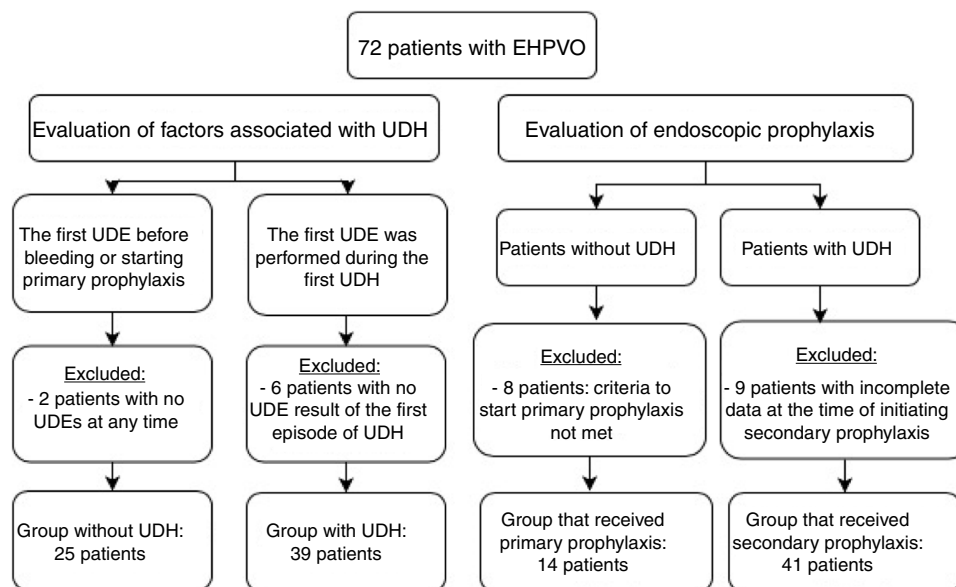 72 patients with EHPVO
Evaluation of factors associated with UDH
Evaluation of endoscopic prophylaxis
The first UDE before
bleeding or starting
primary prophylaxis
The first UDE was
performed during the
first UDH
Patients without UDH
Patients with UDH
Excluded:
- 2 patients with no
UDEs at any time
Excluded:
- 6 patients with no
UDE result of the first
episode of UDH
Excluded:
- 8 patients: criteria to
start primary prophylaxis
not met
Excluded:
- 9 patients with incomplete
data at the time of initiating
secondary prophylaxis
Group without UDH:
25 patients
Group with UDH:
39 patients
Group that received
primary prophylaxis:
14 patients
Group that received
secondary prophylaxis:
41 patients